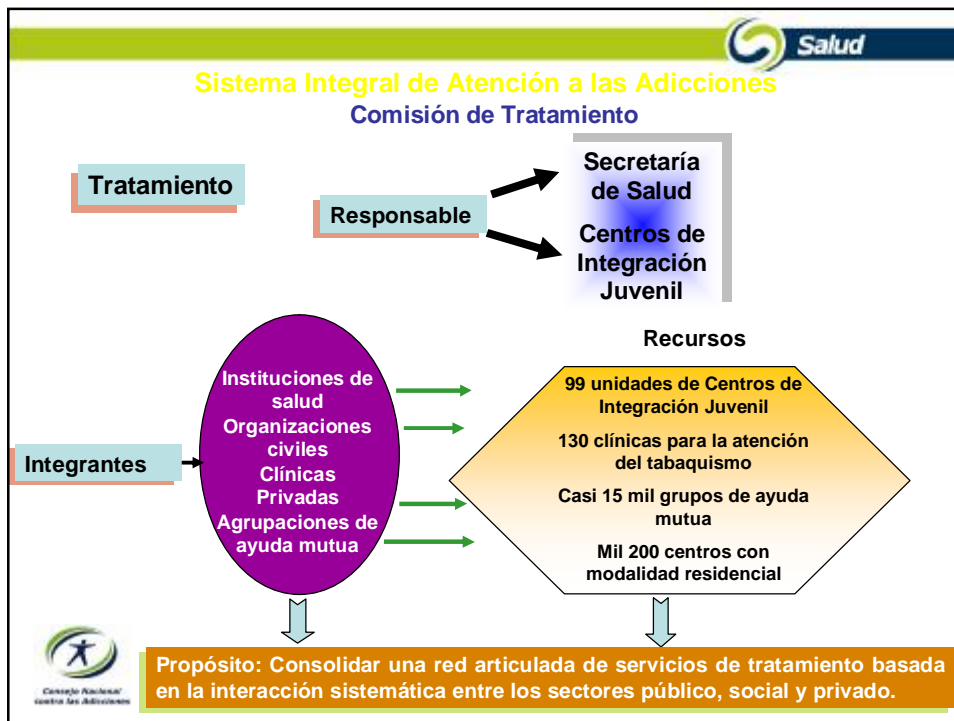 Salud
Sistema Integral de Atención a las Adicciones
Comisión de Tratamiento
Tratamiento
Responsable
Secretaría
de Salud
Centros de
Integración
Juvenil
Recursos
Integrantes
Instituciones de
salud
Organizaciones
civiles
Clínicas
Privadas
Agrupaciones de
ayuda mutua
99 unidades de Centros de
Integración Juvenil
130 clínicas para la atención
del tabaquismo
Casi 15 mil grupos de ayuda
mutua
Mil 200 centros con
modalidad residencial
Consejo Nacional
contra las Adicciones
Propósito: Consolidar una red articulada de servicios de tratamiento basada
en la interacción sistemática entre los sectores público, social y privado.